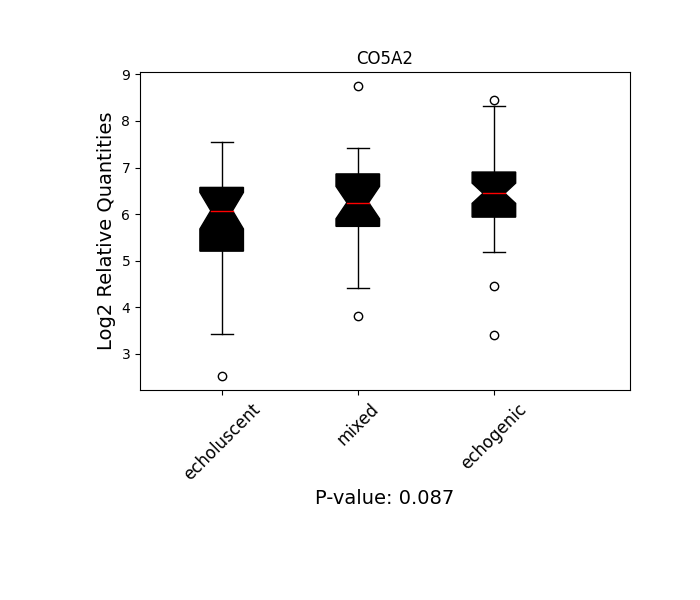 CO5A2
Log2 Relative Quantities
9
8
7
6
5
4
3
echoluscent
mixed
echogenic
P-value: 0.087